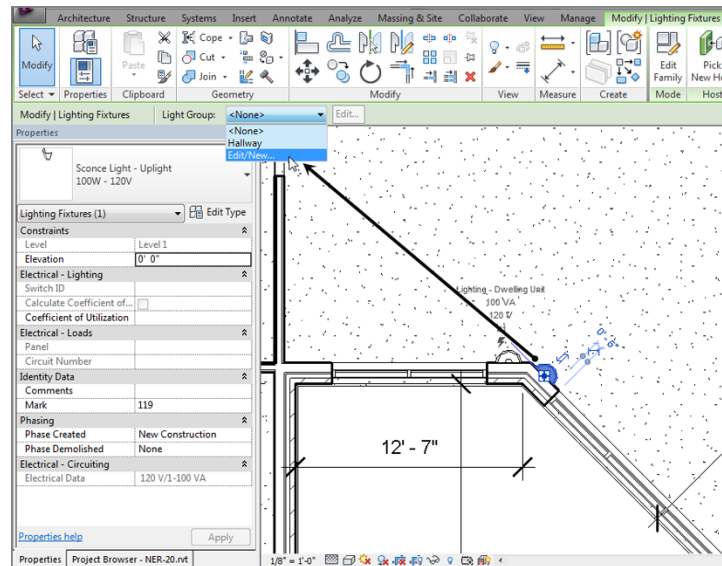 Architecture Structure Systems Insert Annotate Analyze Massing & Site Collaborate View Manage Modify | Lighting Fixtures
Modify
Properties
Paste
Cope
Cut
Join
Edit Family
Pick New
Select Properties Clipboard Geometry Modify View Measure Create Mode Host
Modify | Lighting Fixtures Light Group: <None> Edit...
<None>
Hallway
Edit/New...
Properties
Sconce Light - Uplight
100W - 120V
Lighting Fixtures (1) Edit Type
Constraints
Level Level 1
Elevation 0' 0"
Electrical - Lighting
Switch ID
Calculate Coefficient of...
Coefficient of Utilization
Electrical - Loads
Panel
Circuit Number
Identity Data
Comments
Mark 119
Phasing
Phase Created New Construction
Phase Demolished None
Electrical - Circuiting
Electrical Data 120 V/1-100 VA
Properties help Apply
Properties Project Browser - NER-20.rvt
Lighting - Dwelling Unit
100 VA
120 V
12' - 7"
1/8" = 1'-0"